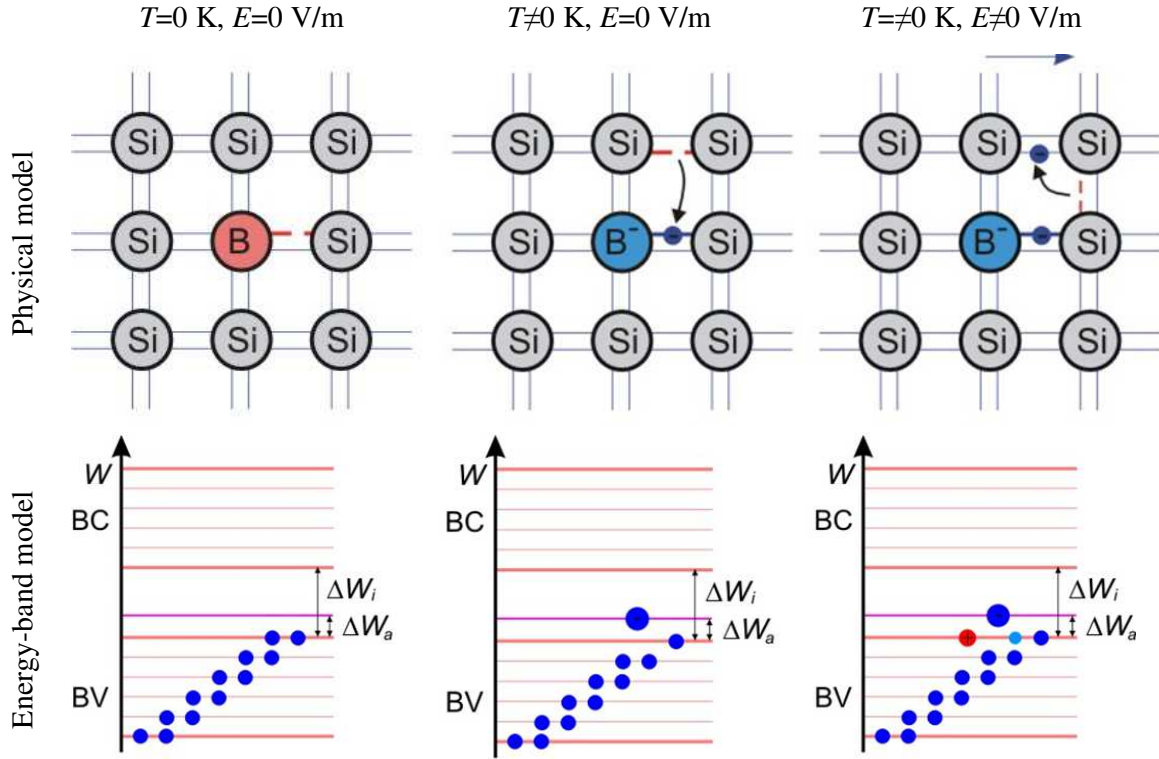 T=0 K, E=0 V/m
T≠0 K, E=0 V/m
T=≠0 K, E≠0 V/m
Physical model
Si Si Si
Si B Si
Si Si Si
Si Si Si
Si B⁻ - Si
Si Si Si
Si Si - Si
Si B⁻ - Si
Si Si Si
Energy-band model
W
BC
ΔWᵢ
ΔWₐ
BV
W
BC
ΔWᵢ
ΔWₐ
BV
-
W
BC
ΔWᵢ
ΔWₐ
BV
-
+